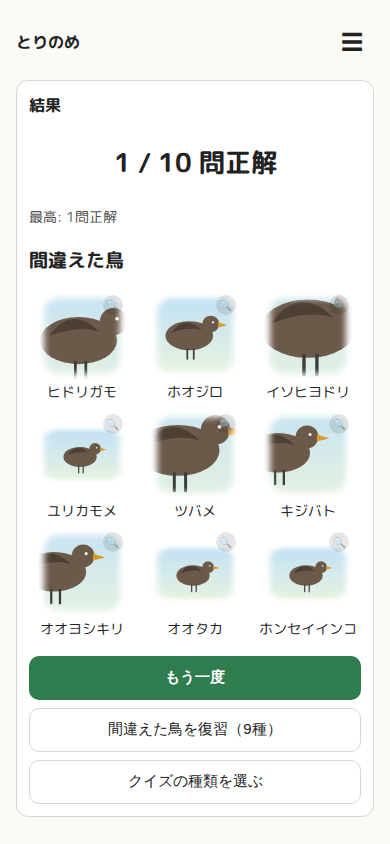 とりのめ
結果
1 / 10 問正解
最高: 1問正解
間違えた鳥
ヒドリガモ ホオジロ イソヒヨドリ
ユリカモメ ツバメ キジバト
オオヨシキリ オオタカ ホンセイインコ
もう一度
間違えた鳥を復習（9種）
クイズの種類を選ぶ